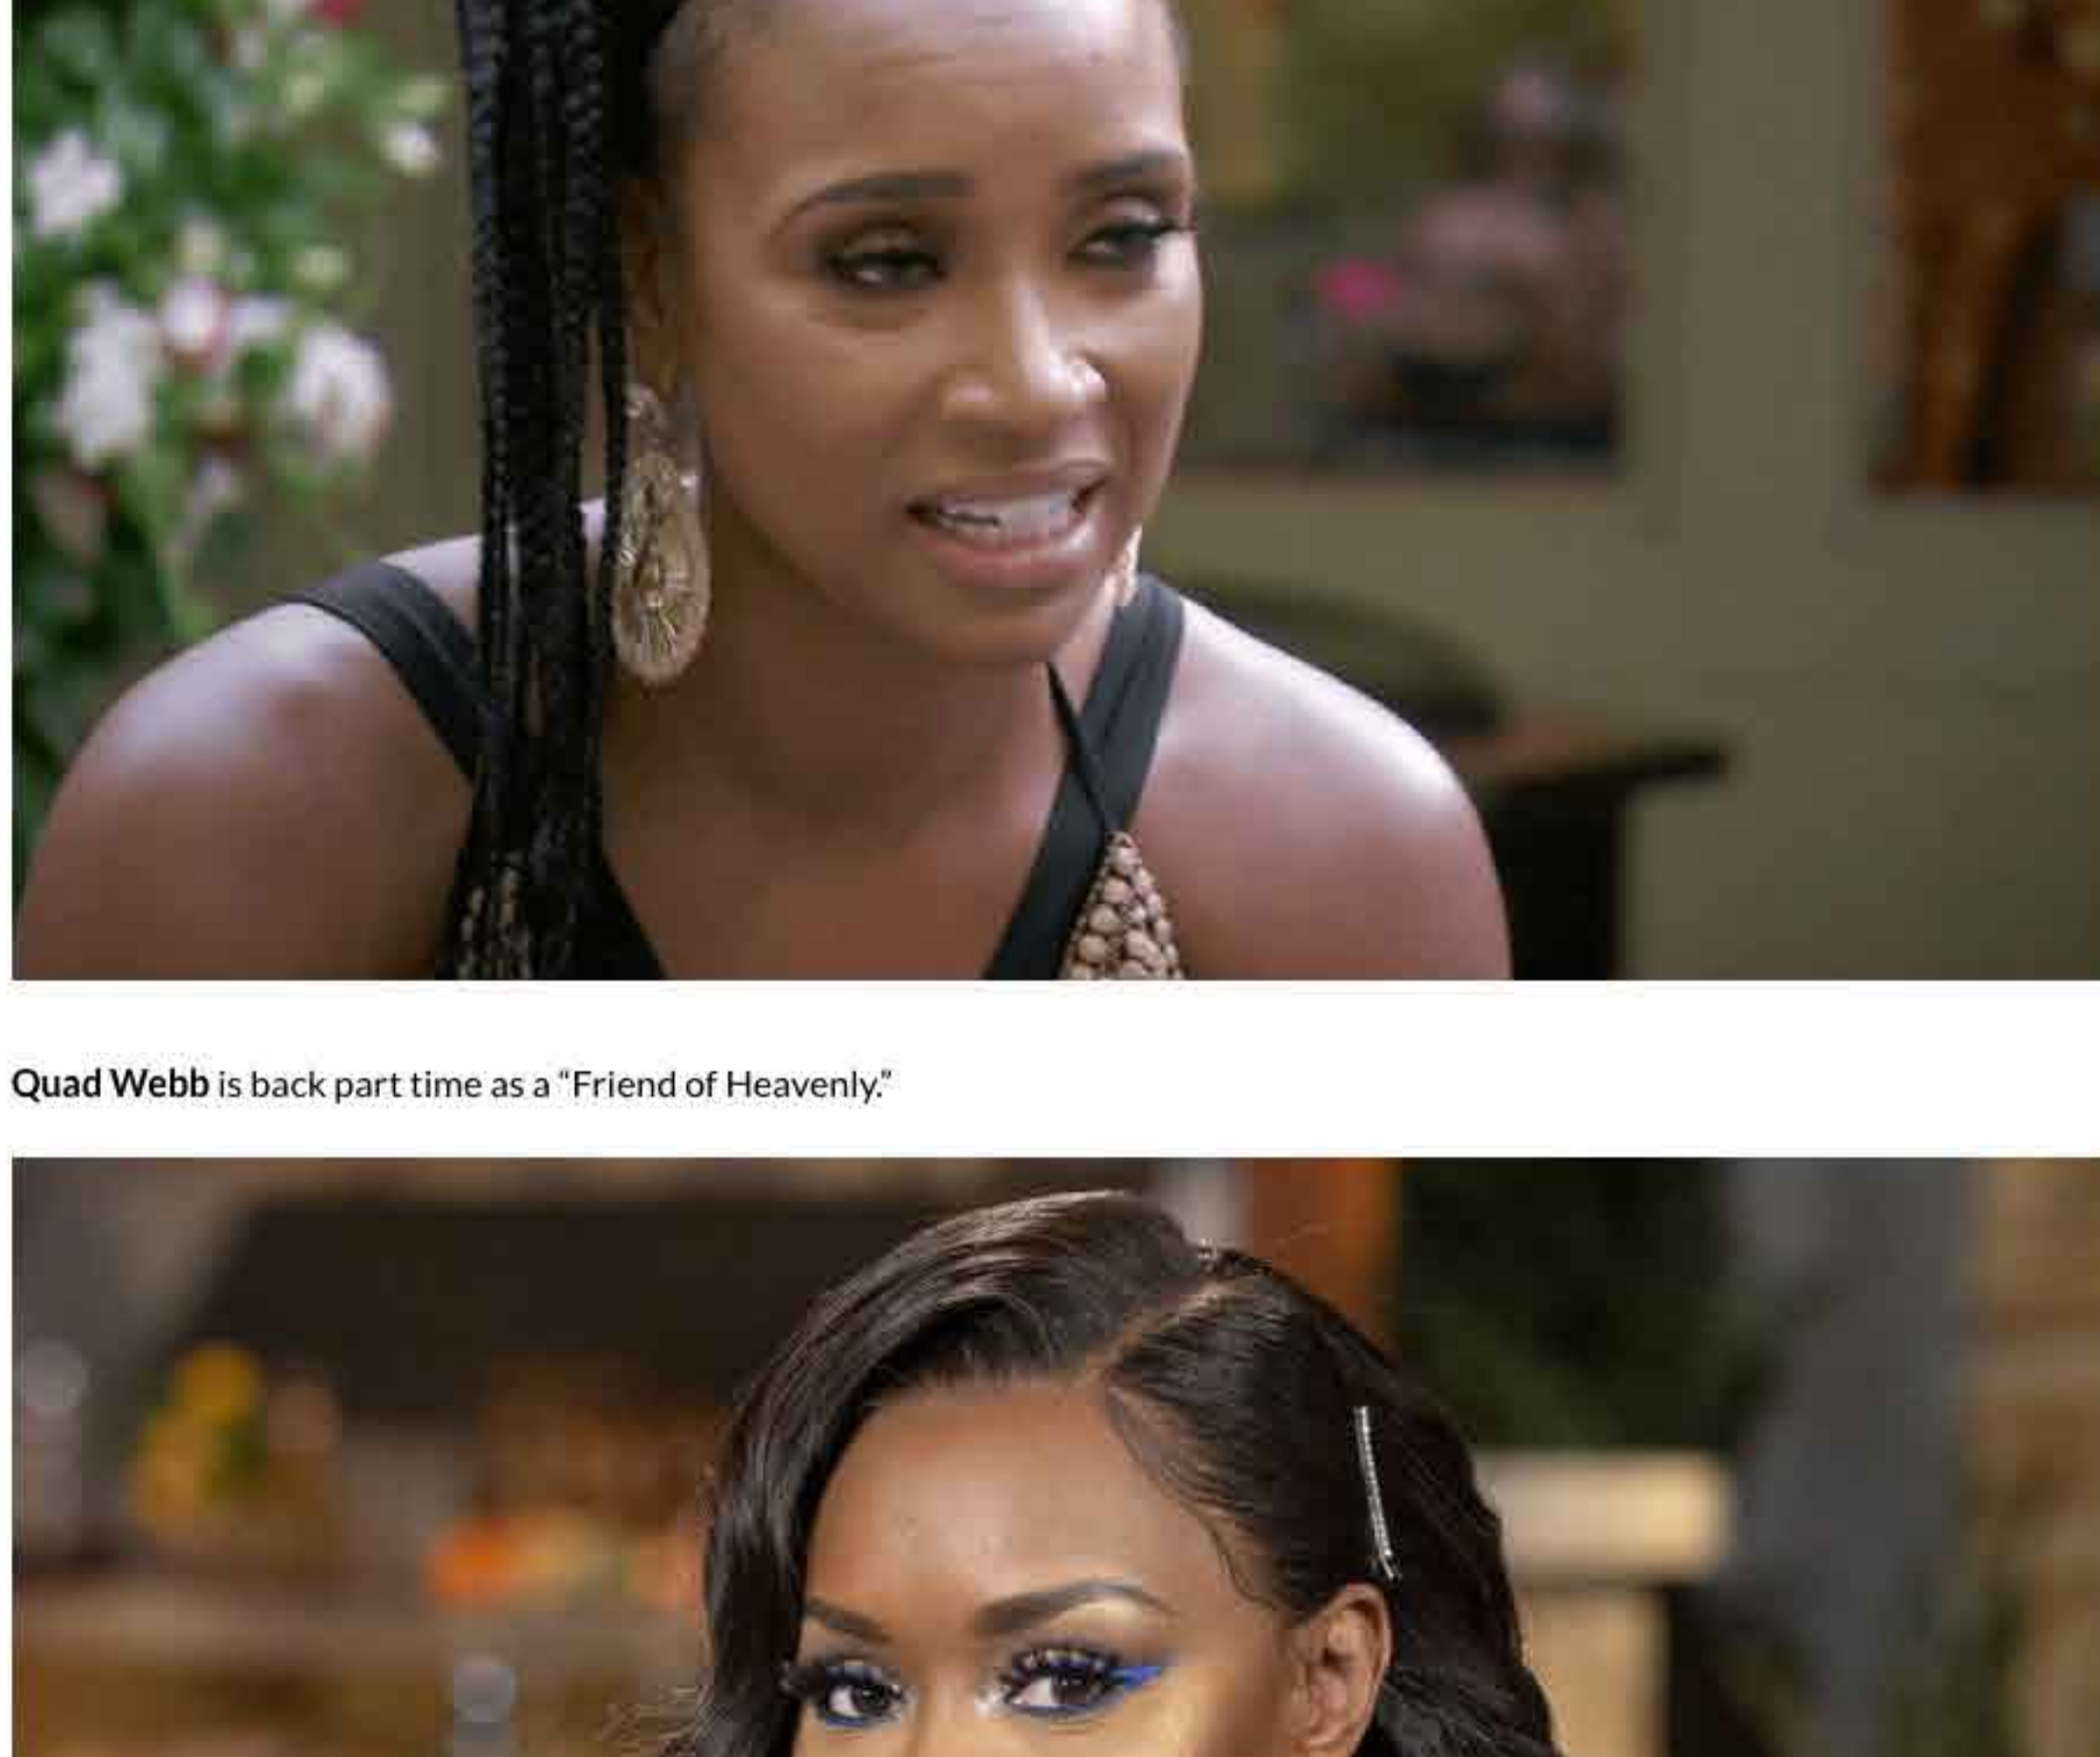 Quad Webb is back part time as a “Friend of Heavenly.”